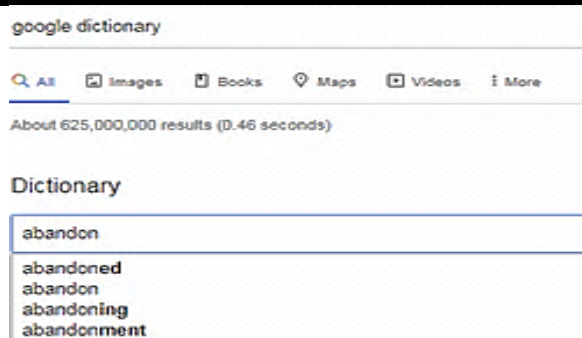 google dictionary
All Images Books Maps Videos More
About 625,000,000 results (0.46 seconds)
Dictionary
abandon
abandoned
abandon
abandoning
abandonment